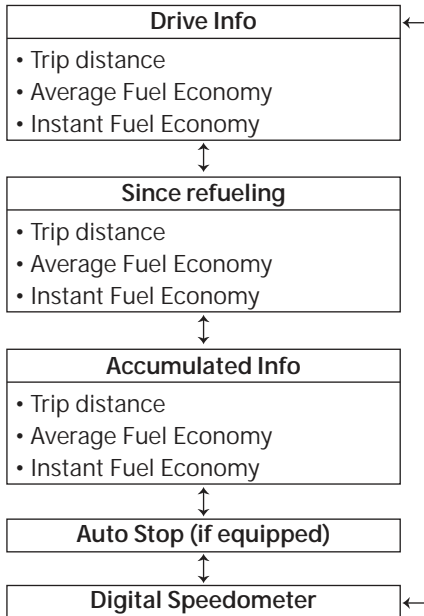 Drive Info
• Trip distance
• Average Fuel Economy
• Instant Fuel Economy
Since refueling
• Trip distance
• Average Fuel Economy
• Instant Fuel Economy
Accumulated Info
• Trip distance
• Average Fuel Economy
• Instant Fuel Economy
Auto Stop (if equipped)
Digital Speedometer